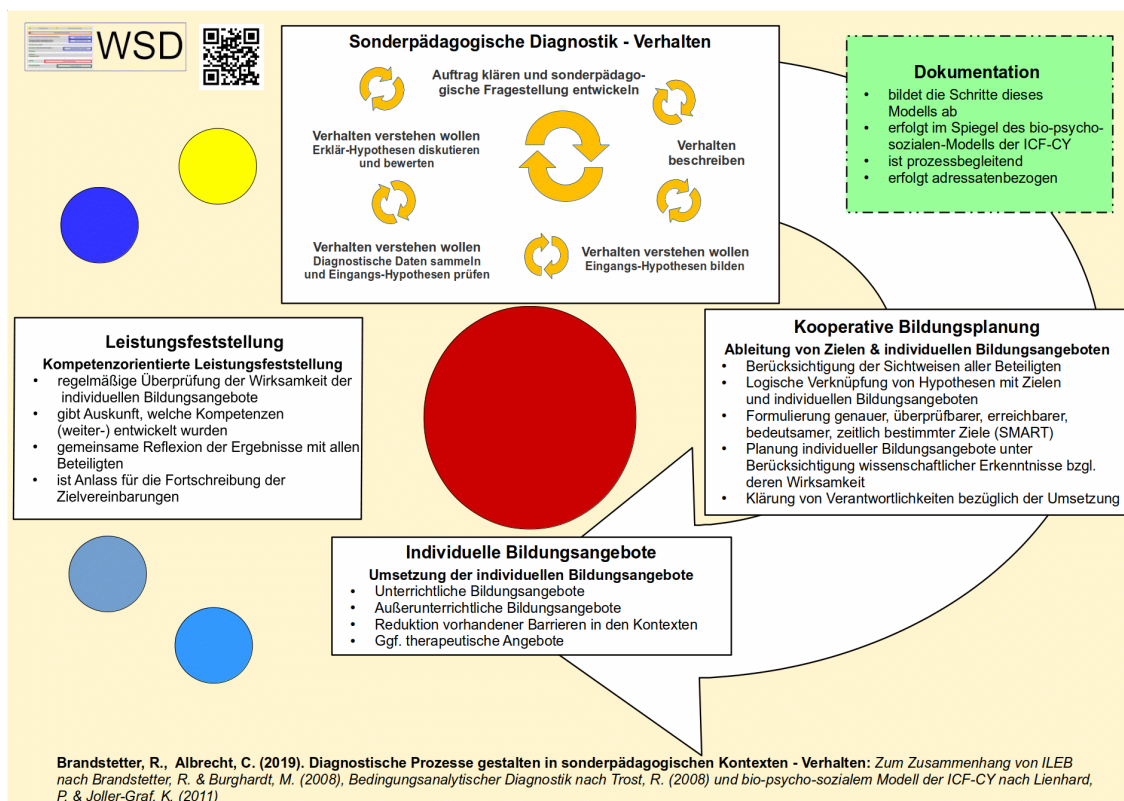 WSD
Sonderpädagogische Diagnostik - Verhalten
Auftrag klären und sonderpädago-
gische Fragestellung entwickeln
Verhalten
beschreiben
Verhalten verstehen wollen
Eingangs-Hypothesen bilden
Verhalten verstehen wollen
Diagnostische Daten sammeln
und Eingangs-Hypothesen prüfen
Verhalten verstehen wollen
Erklär-Hypothesen diskutieren
und bewerten
Dokumentation
• bildet die Schritte dieses
Modells ab
• erfolgt im Spiegel des bio-psycho-
sozialen-Modells der ICF-CY
• ist prozessbegleitend
• erfolgt adressatenbezogen
Kooperative Bildungsplanung
Ableitung von Zielen & individuellen Bildungsangeboten
• Berücksichtigung der Sichtweisen aller Beteiligten
• Logische Verknüpfung von Hypothesen mit Zielen
und individuellen Bildungsangeboten
• Formulierung genauer, überprüfbarer, erreichbarer,
bedeutsamer, zeitlich bestimmter Ziele (SMART)
• Planung individueller Bildungsangebote unter
Berücksichtigung wissenschaftlicher Erkenntnisse bzgl.
deren Wirksamkeit
• Klärung von Verantwortlichkeiten bezüglich der Umsetzung
Individuelle Bildungsangebote
Umsetzung der individuellen Bildungsangebote
• Unterrichtliche Bildungsangebote
• Außerunterrichtliche Bildungsangebote
• Reduktion vorhandener Barrieren in den Kontexten
• Ggf. therapeutische Angebote
Leistungsfeststellung
Kompetenzorientierte Leistungsfeststellung
• regelmäßige Überprüfung der Wirksamkeit der
individuellen Bildungsangebote
• gibt Auskunft, welche Kompetenzen
(weiter-) entwickelt wurden
• gemeinsame Reflexion der Ergebnisse mit allen
Beteiligten
• ist Anlass für die Fortschreibung der
Zielvereinbarungen
Brandstetter, R., Albrecht, C. (2019). Diagnostische Prozesse gestalten in sonderpädagogischen Kontexten - Verhalten: Zum Zusammenhang von ILEB
nach Brandstetter, R. & Burghardt, M. (2008), Bedingungsanalytischer Diagnostik nach Trost, R. (2008) und bio-psycho-sozialem Modell der ICF-CY nach Lienhard,
P. & Joller-Graf, K. (2011)